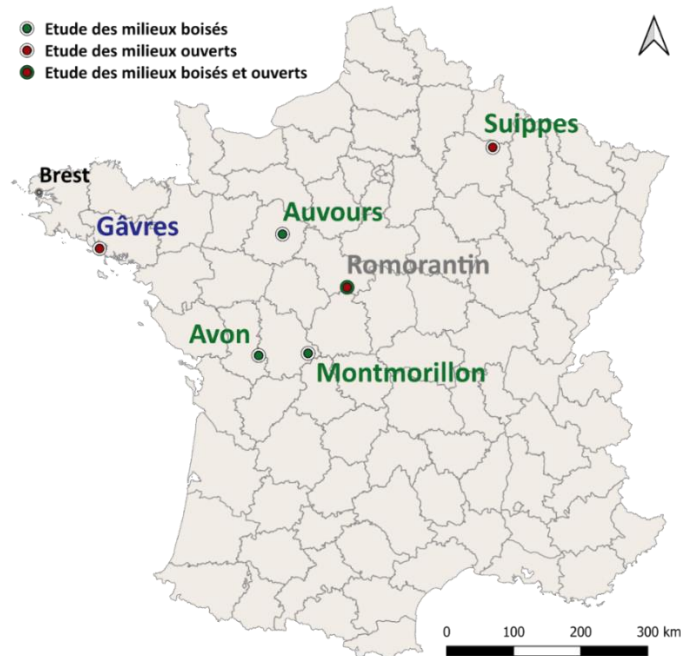 Etude des milieux boisés
Etude des milieux ouverts
Etude des milieux boisés et ouverts
Suippes
Brest
Auvours
Gâvres
Romorantin
Avon
Montmorillon
0 100 200 300 km